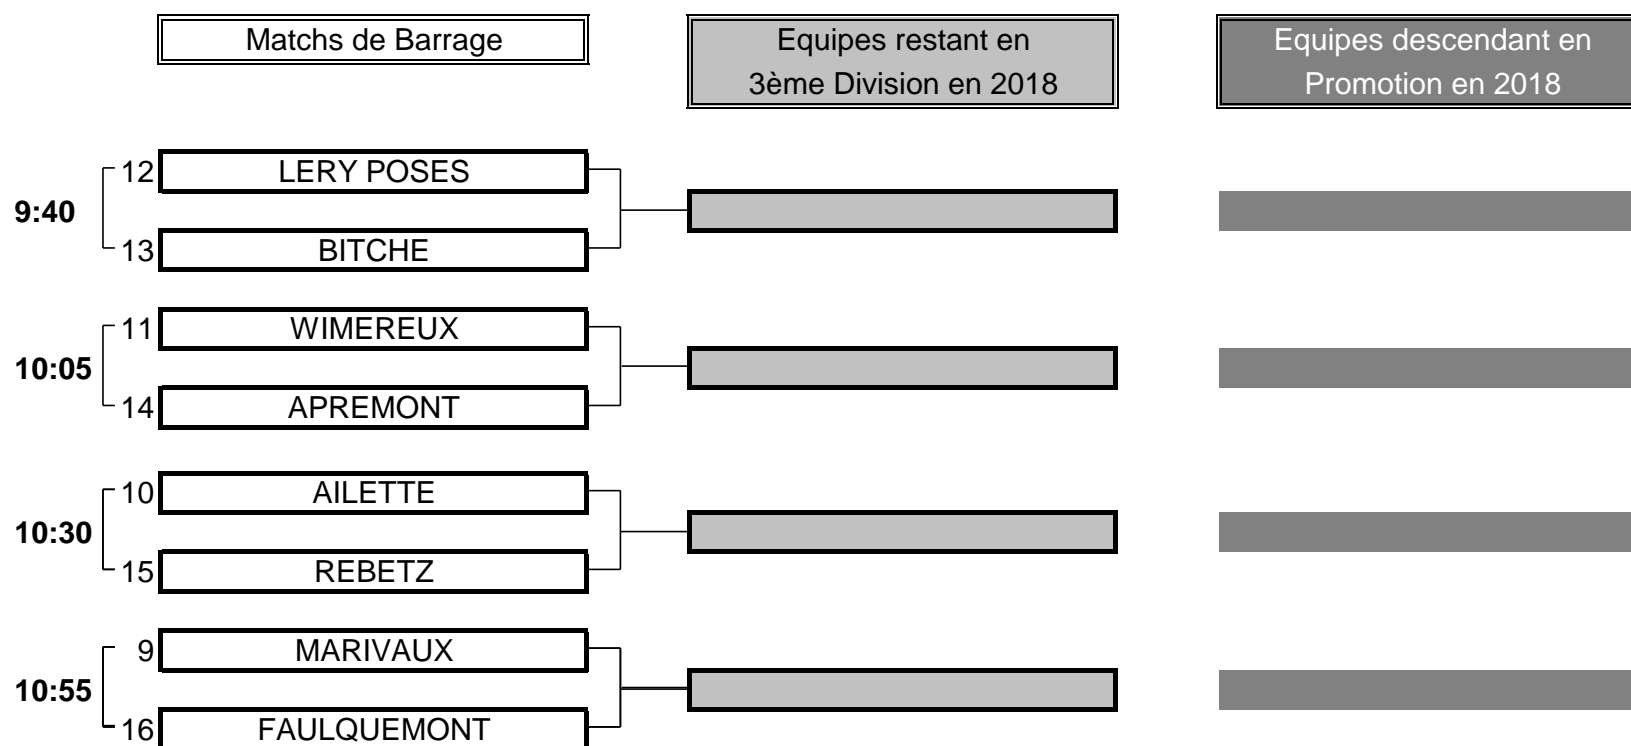 Matchs de Barrage
Equipes restant en
3ème Division en 2018
Equipes descendant en
Promotion en 2018
12 LERY POSES
9:40
13 BITCHE
11 WIMEREUX
10:05
14 APREMONT
10 AILETTE
10:30
15 REBETZ
9 MARIVAUX
10:55
16 FAULQUEMONT